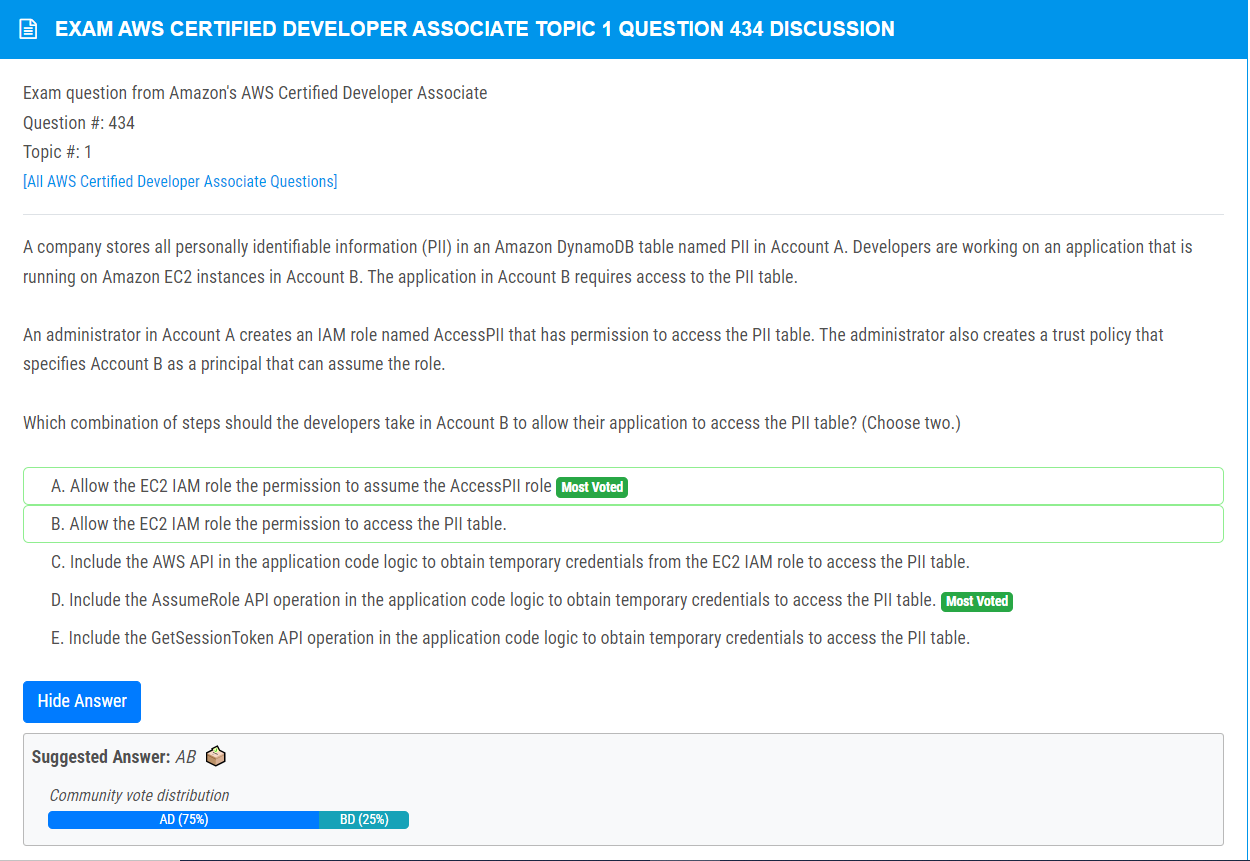 EXAM AWS CERTIFIED DEVELOPER ASSOCIATE TOPIC 1 QUESTION 434 DISCUSSION
Exam question from Amazon's AWS Certified Developer Associate
Question #: 434
Topic #: 1
[All AWS Certified Developer Associate Questions]
A company stores all personally identifiable information (PII) in an Amazon DynamoDB table named PII in Account A. Developers are working on an application that is
running on Amazon EC2 instances in Account B. The application in Account B requires access to the PII table.
An administrator in Account A creates an IAM role named AccessPII that has permission to access the PII table. The administrator also creates a trust policy that
specifies Account B as a principal that can assume the role.
Which combination of steps should the developers take in Account B to allow their application to access the PII table? (Choose two.)
A. Allow the EC2 IAM role the permission to assume the AccessPII role Most Voted
B. Allow the EC2 IAM role the permission to access the PII table.
C. Include the AWS API in the application code logic to obtain temporary credentials from the EC2 IAM role to access the PII table.
D. Include the AssumeRole API operation in the application code logic to obtain temporary credentials to access the PII table. Most Voted
E. Include the GetSessionToken API operation in the application code logic to obtain temporary credentials to access the PII table.
Hide Answer
Suggested Answer: AB
Community vote distribution
AD (75%) BD (25%)